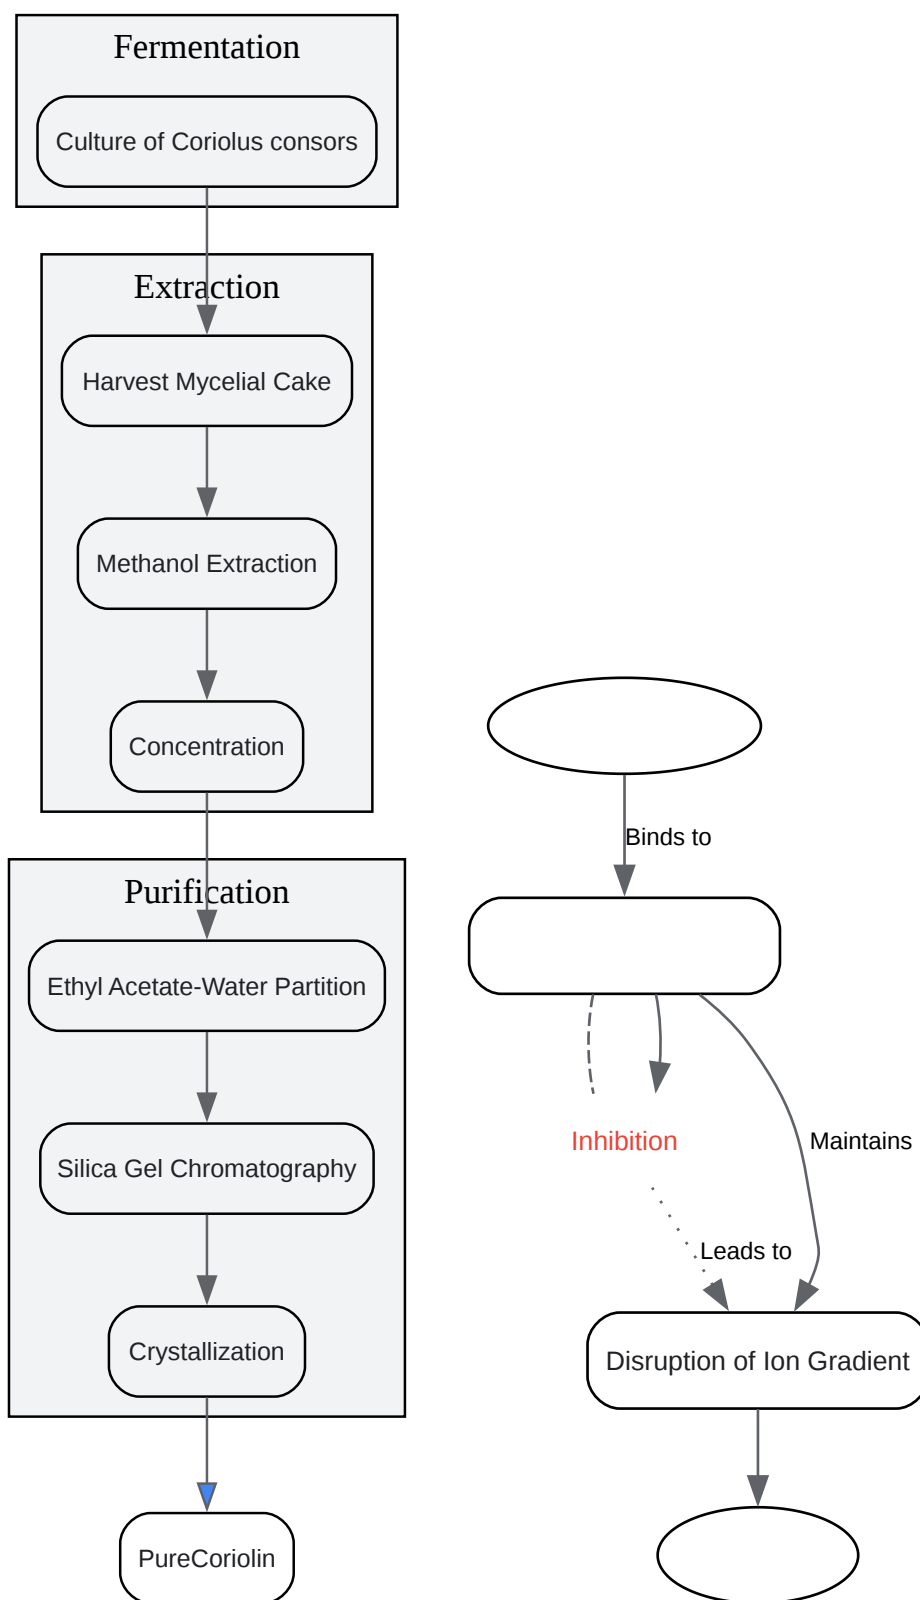 Fermentation
Culture of Coriolus consors
Extraction
Harvest Mycelial Cake
Methanol Extraction
Concentration
Purification
Ethyl Acetate-Water Partition
Silica Gel Chromatography
Crystallization
PureCoriolin
Binds to
Inhibition
Maintains
Leads to
Disruption of Ion Gradient